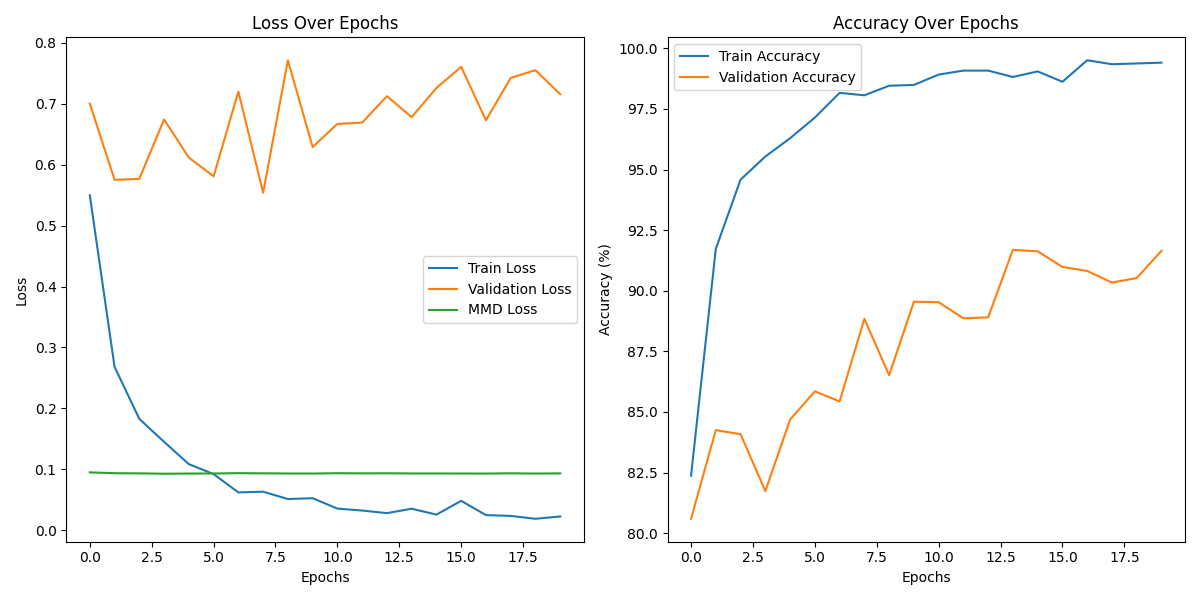 Loss Over Epochs
0.8
0.7
0.6
0.5
0.4
0.3
0.2
0.1
0.0
Loss
Train Loss
Validation Loss
MMD Loss
0.0 2.5 5.0 7.5 10.0 12.5 15.0 17.5
Epochs
Accuracy Over Epochs
Train Accuracy
Validation Accuracy
100.0
97.5
95.0
92.5
90.0
87.5
85.0
82.5
80.0
Accuracy (%)
0.0 2.5 5.0 7.5 10.0 12.5 15.0 17.5
Epochs